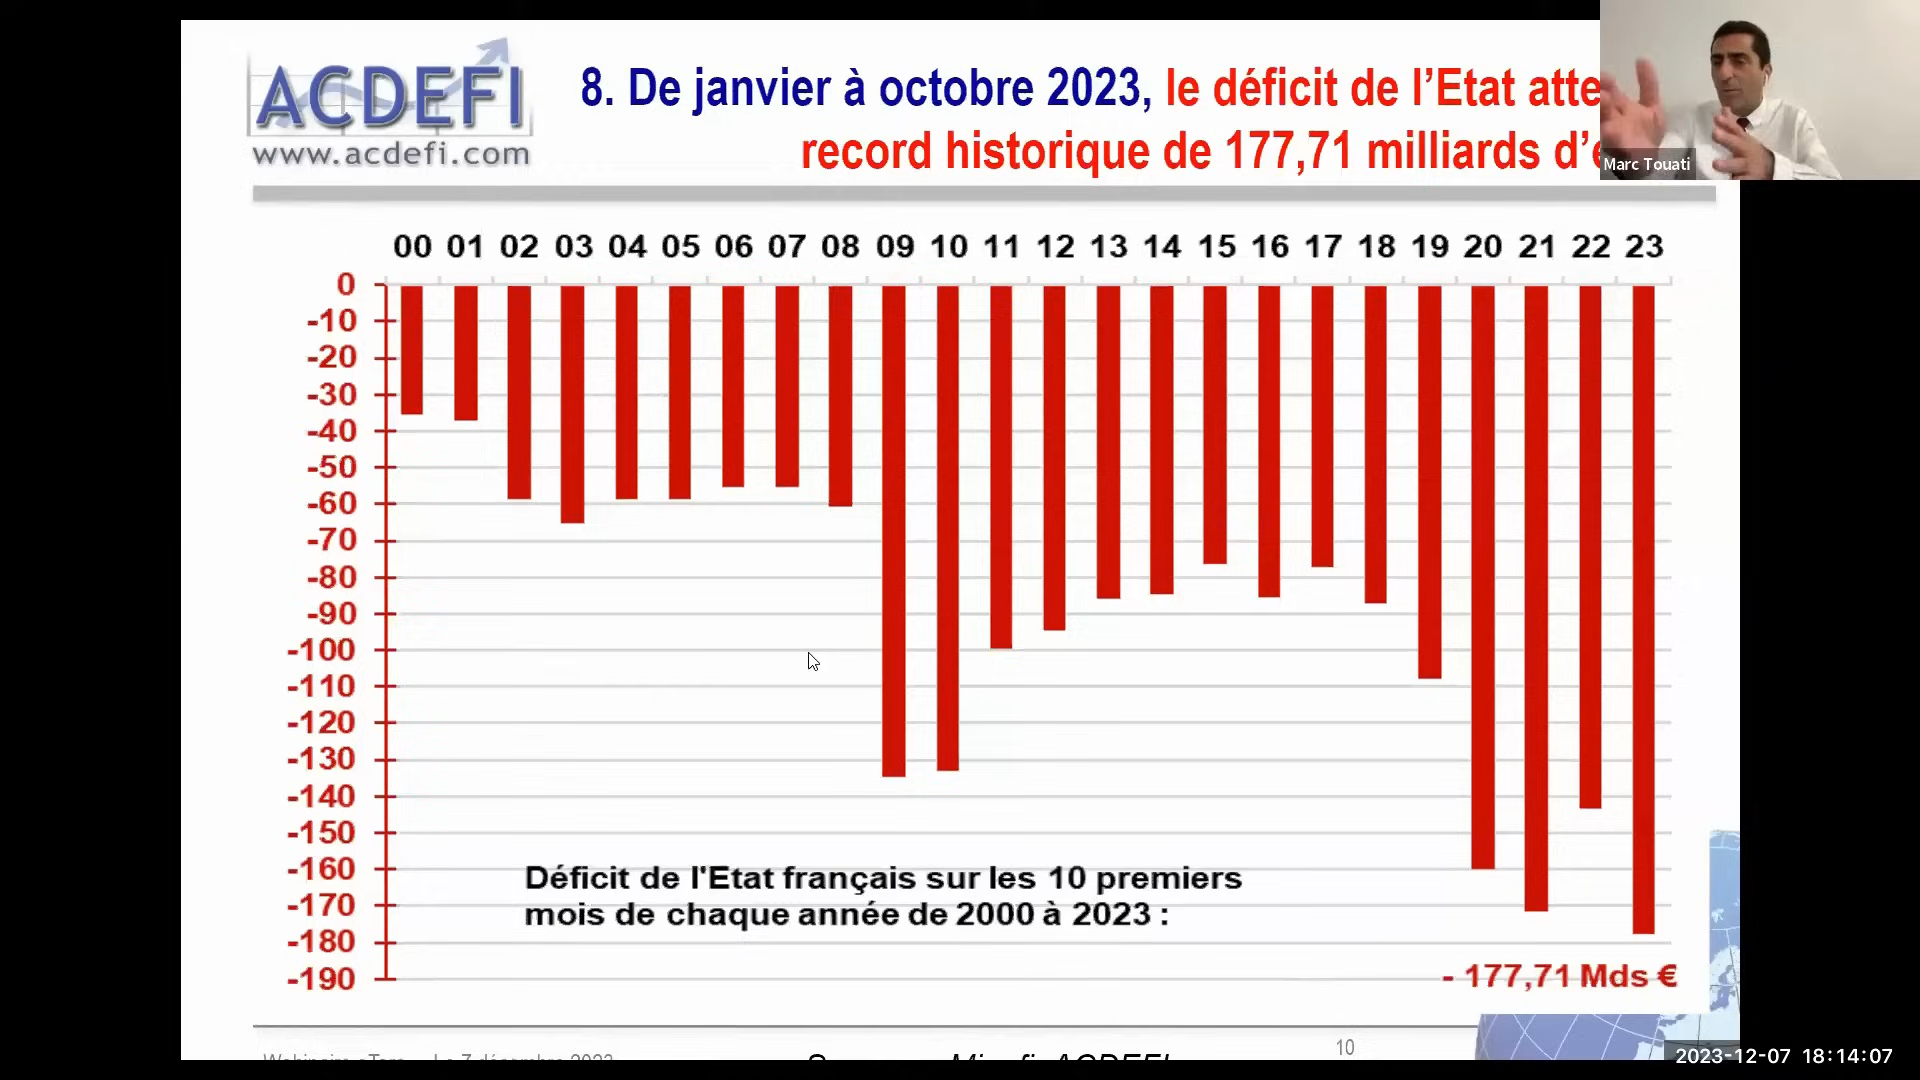 ACDEFI
www.acdefi.com
8. De janvier à octobre 2023, le déficit de l’Etat atte
record historique de 177,71 milliards d’e
Marc Touati
00 01 02 03 04 05 06 07 08 09 10 11 12 13 14 15 16 17 18 19 20 21 22 23
0
-10
-20
-30
-40
-50
-60
-70
-80
-90
-100
-110
-120
-130
-140
-150
-160
-170
-180
-190
Déficit de l'Etat français sur les 10 premiers
mois de chaque année de 2000 à 2023 :
- 177,71 Mds €
10
2023-12-07 18:14:07